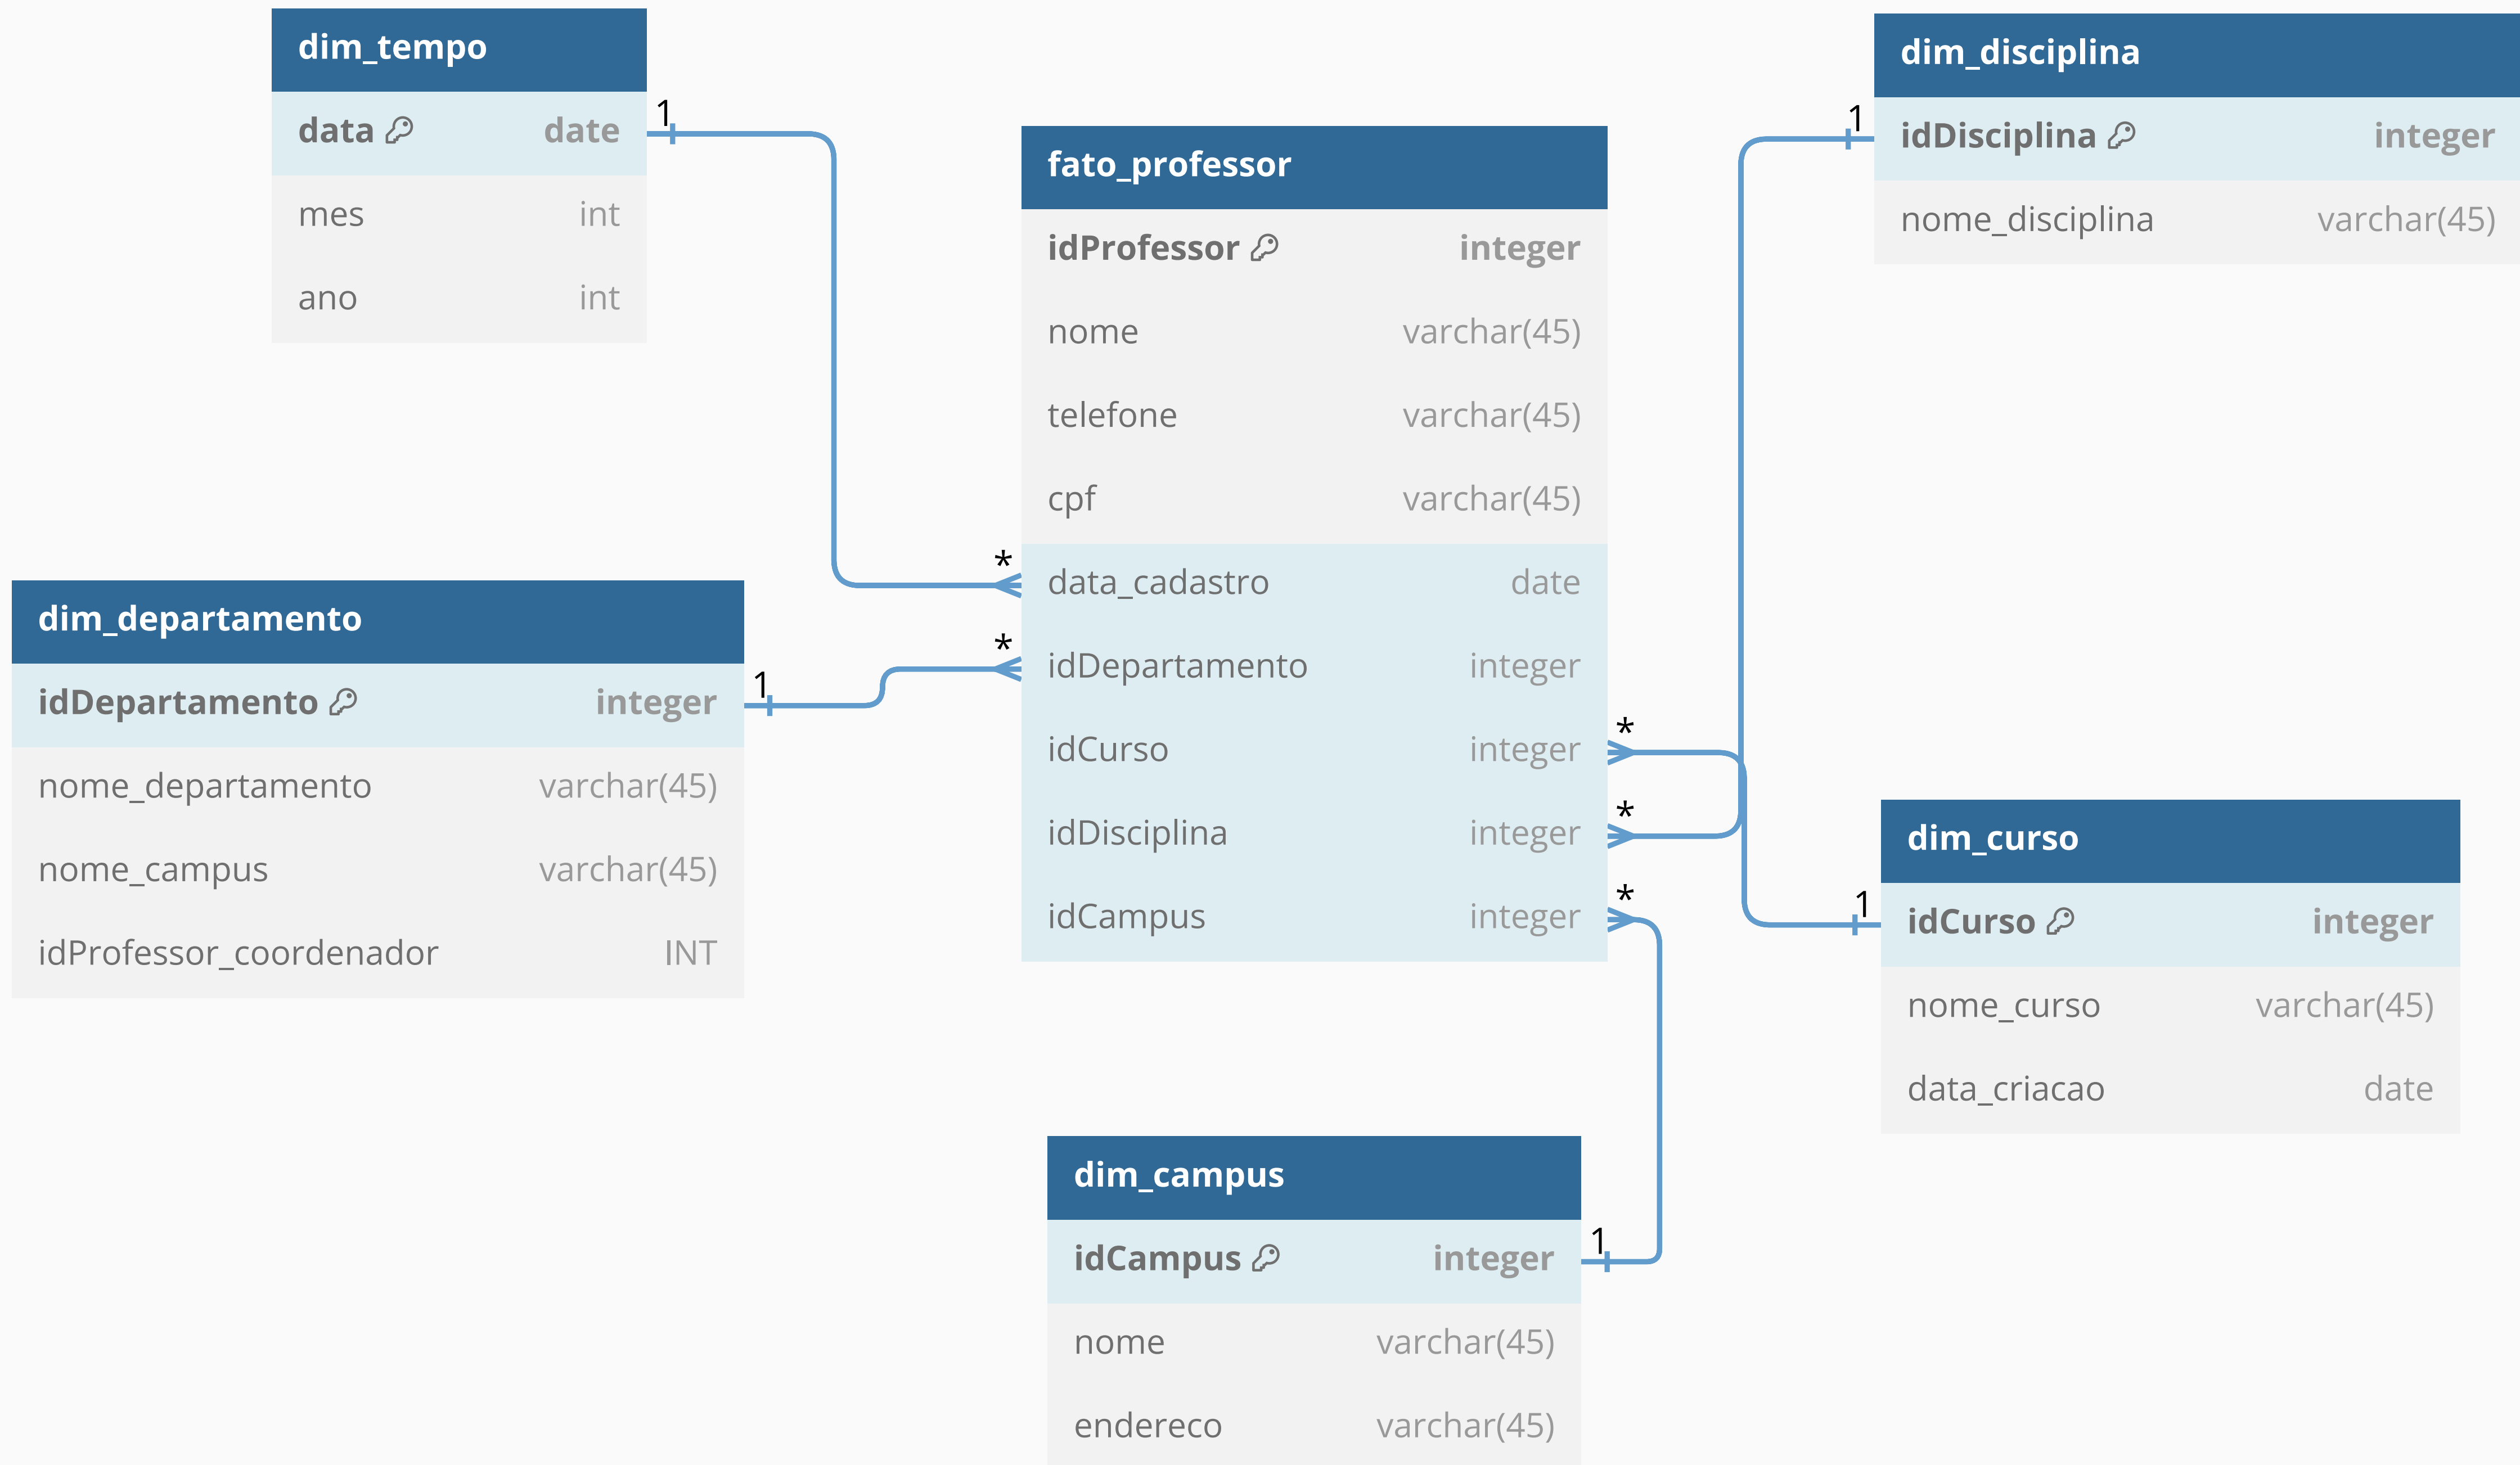 dim_tempo
data date
mes int
ano int
1
dim_departamento
idDepartamento integer
nome_departamento varchar(45)
nome_campus varchar(45)
idProfessor_coordenador INT
1
fato_professor
idProfessor integer
nome varchar(45)
telefone varchar(45)
cpf varchar(45)
* data_cadastro date
* idDepartamento integer
idCurso integer *
idDisciplina integer *
idCampus integer *
dim_campus
idCampus integer 1
nome varchar(45)
endereco varchar(45)
dim_disciplina
1 idDisciplina integer
nome_disciplina varchar(45)
dim_curso
1 idCurso integer
nome_curso varchar(45)
data_criacao date